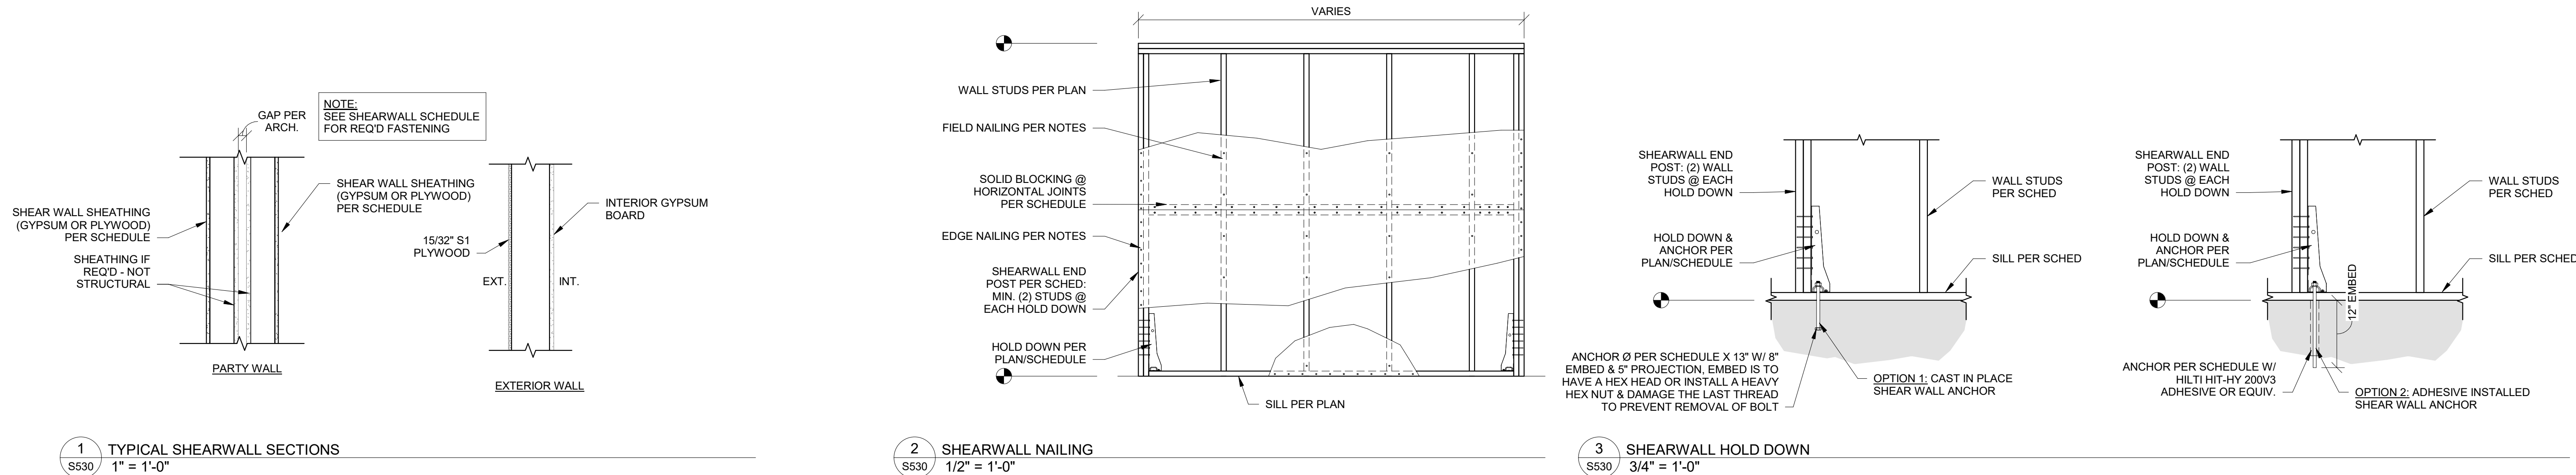 GAP PER
ARCH.
NOTE:
SEE SHEARWALL SCHEDULE
FOR REQ'D FASTENING
SHEAR WALL SHEATHING
(GYPSUM OR PLYWOOD)
PER SCHEDULE
SHEATHING IF
REQ'D - NOT
STRUCTURAL
SHEAR WALL SHEATHING
(GYPSUM OR PLYWOOD)
PER SCHEDULE
PARTY WALL
15/32" S1
PLYWOOD
EXT.
INT.
INTERIOR GYPSUM
BOARD
EXTERIOR WALL
1
S530
TYPICAL SHEARWALL SECTIONS
1" = 1'-0"
VARIES
WALL STUDS PER PLAN
FIELD NAILING PER NOTES
SOLID BLOCKING @
HORIZONTAL JOINTS
PER SCHEDULE
EDGE NAILING PER NOTES
SHEARWALL END
POST PER SCHED:
MIN. (2) STUDS @
EACH HOLD DOWN
HOLD DOWN PER
PLAN/SCHEDULE
SILL PER PLAN
2
S530
SHEARWALL NAILING
1/2" = 1'-0"
SHEARWALL END
POST: (2) WALL
STUDS @ EACH
HOLD DOWN
HOLD DOWN &
ANCHOR PER
PLAN/SCHEDULE
WALL STUDS
PER SCHED
SILL PER SCHED
ANCHOR Ø PER SCHEDULE X 13" W/ 8"
EMBED & 5" PROJECTION, EMBED IS TO
HAVE A HEX HEAD OR INSTALL A HEAVY
HEX NUT & DAMAGE THE LAST THREAD
TO PREVENT REMOVAL OF BOLT
OPTION 1: CAST IN PLACE
SHEAR WALL ANCHOR
SHEARWALL END
POST: (2) WALL
STUDS @ EACH
HOLD DOWN
HOLD DOWN &
ANCHOR PER
PLAN/SCHEDULE
WALL STUDS
PER SCHED
SILL PER SCHED
12" EMBED
ANCHOR PER SCHEDULE W/
HILTI HIT-HY 200V3
ADHESIVE OR EQUIV.
OPTION 2: ADHESIVE INSTALLED
SHEAR WALL ANCHOR
3
S530
SHEARWALL HOLD DOWN
3/4" = 1'-0"